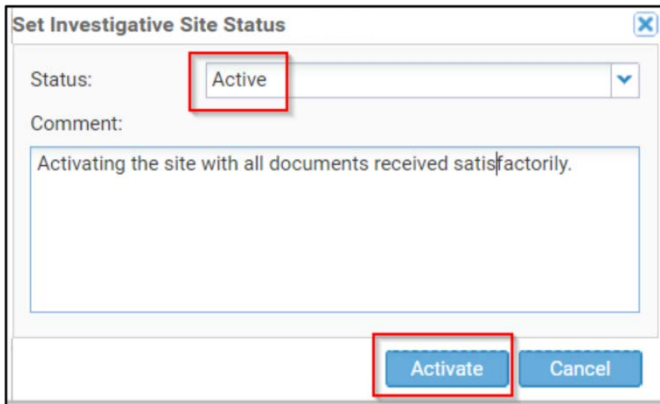 Set Investigative Site Status
Status: Active
Comment:
Activating the site with all documents received satisfactorily.
Activate Cancel